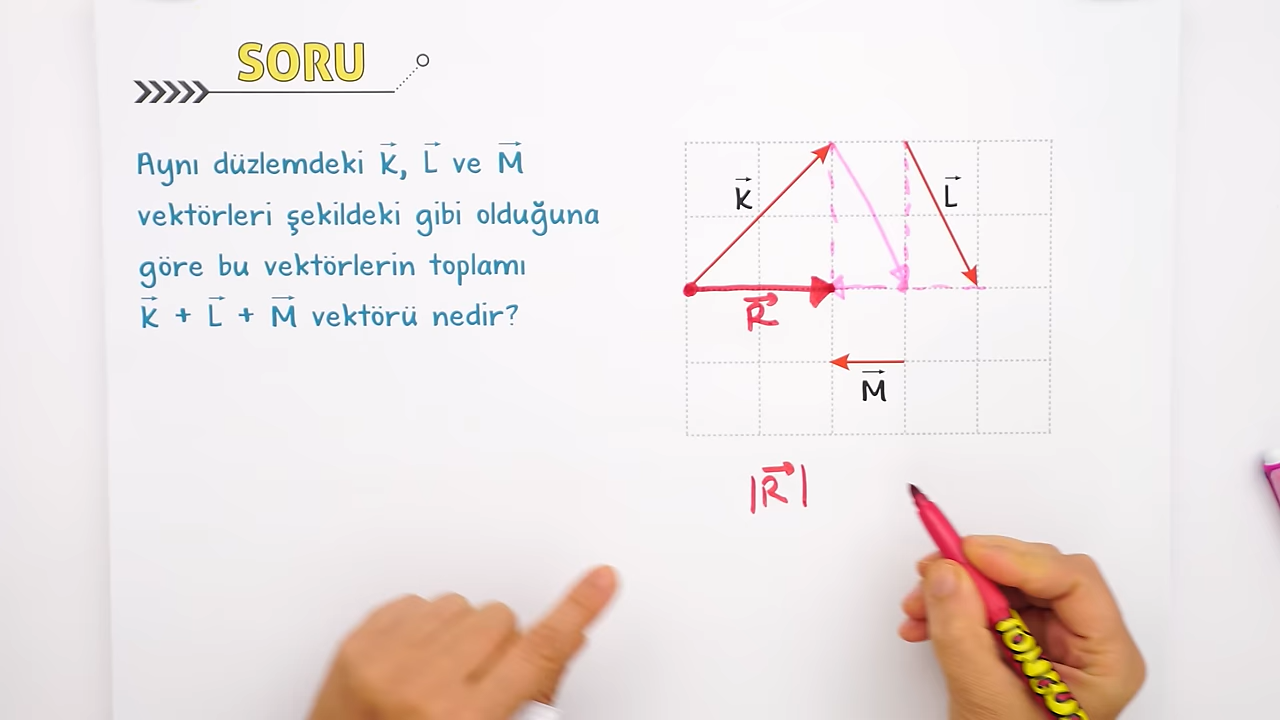 SORU
Aynı düzlemdeki K⃗, L⃗ ve M⃗
vektörleri şekildeki gibi olduğuna
göre bu vektörlerin toplamı
K⃗ + L⃗ + M⃗ vektörü nedir?
K⃗
L⃗
R⃗
M⃗
|R⃗|